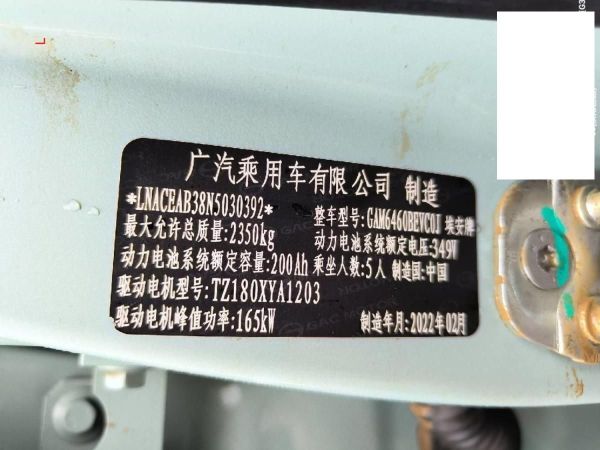 广汽乘用车有限公司 制造
*LNACEAB38N5030392*
整车型号:GAM6460BEVC0J 埃安牌
最大允许总质量:2350kg
动力电池系统额定电压:349V
动力电池系统额定容量:200Ah 乘坐人数:5人 制造国:中国
驱动电机型号:TZ180XYA1203
驱动电机峰值功率:165kW
制造年月:2022年02月